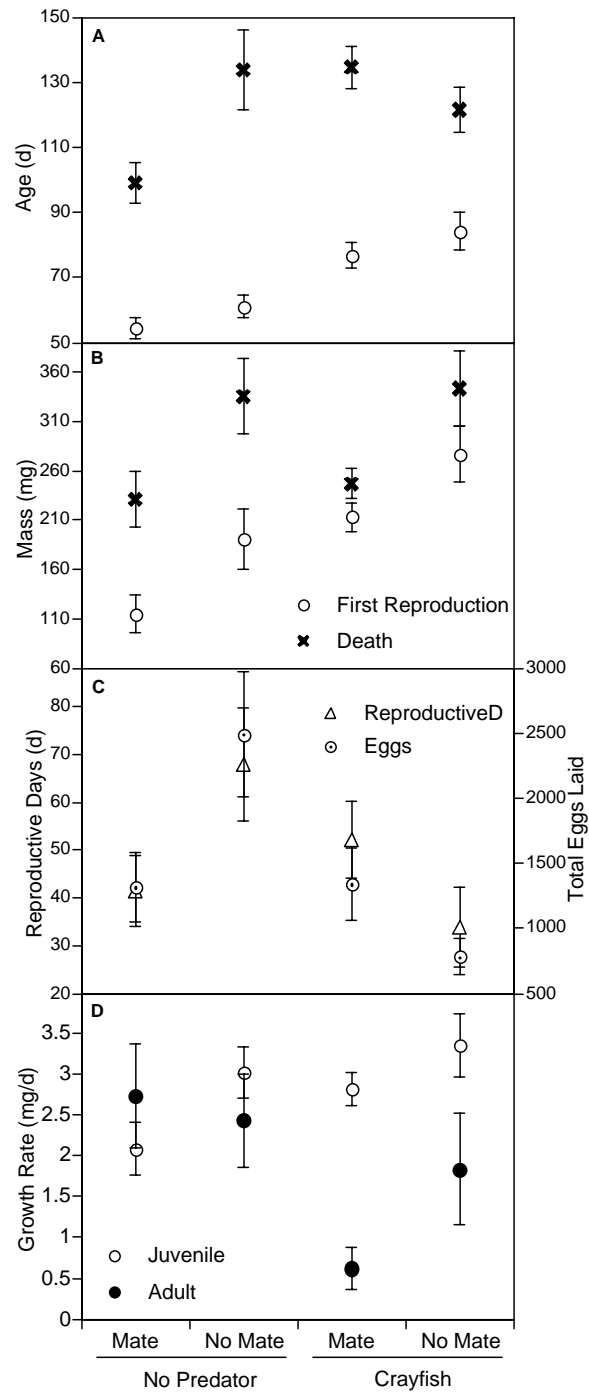 A
150
130
110
90
70
50
Age (d)
B
360
310
260
210
160
110
60
Mass (mg)
First Reproduction
Death
C
80
70
60
50
40
30
20
Reproductive Days (d)
ReproductiveD
Eggs
3000
2500
2000
1500
1000
500
Total Eggs Laid
D
3.5
3
2.5
2
1.5
1
0.5
0
Growth Rate (mg/d)
Juvenile
Adult
Mate No Mate Mate No Mate
No Predator Crayfish